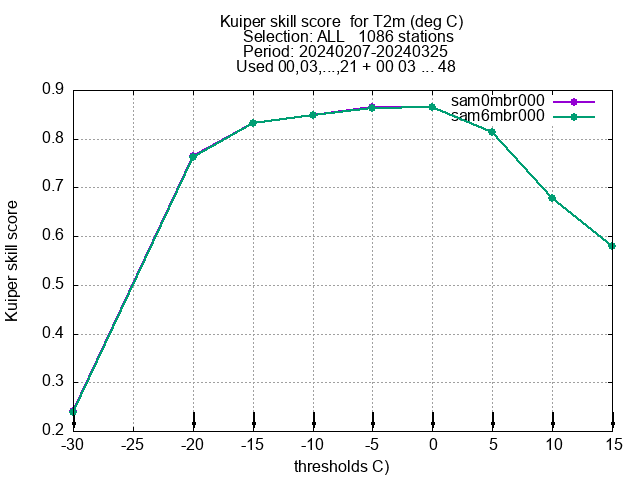 Kuiper skill score  for T2m (deg C)
Selection: ALL   1086 stations
Period: 20240207-20240325
Used 00,03,...,21 + 00 03 ... 48
sam0mbr000
sam6mbr000
Kuiper skill score
0.9
0.8
0.7
0.6
0.5
0.4
0.3
0.2
-30 -25 -20 -15 -10 -5 0 5 10 15
thresholds C)